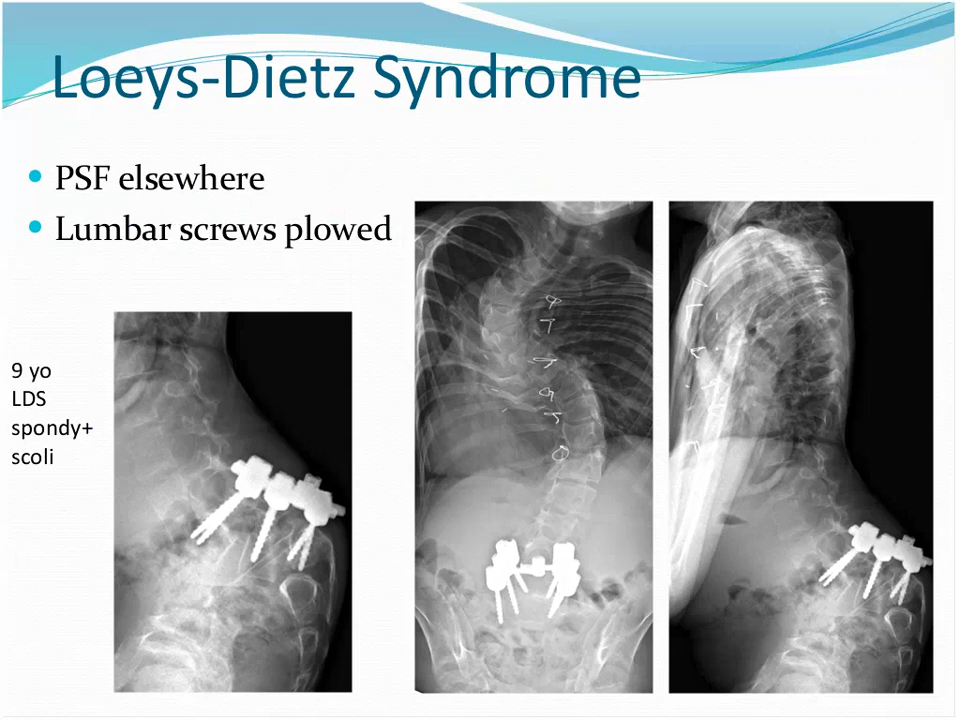 Loeys-Dietz Syndrome
PSF elsewhere
Lumbar screws plowed
9 yo
LDS
spondy+
scoli